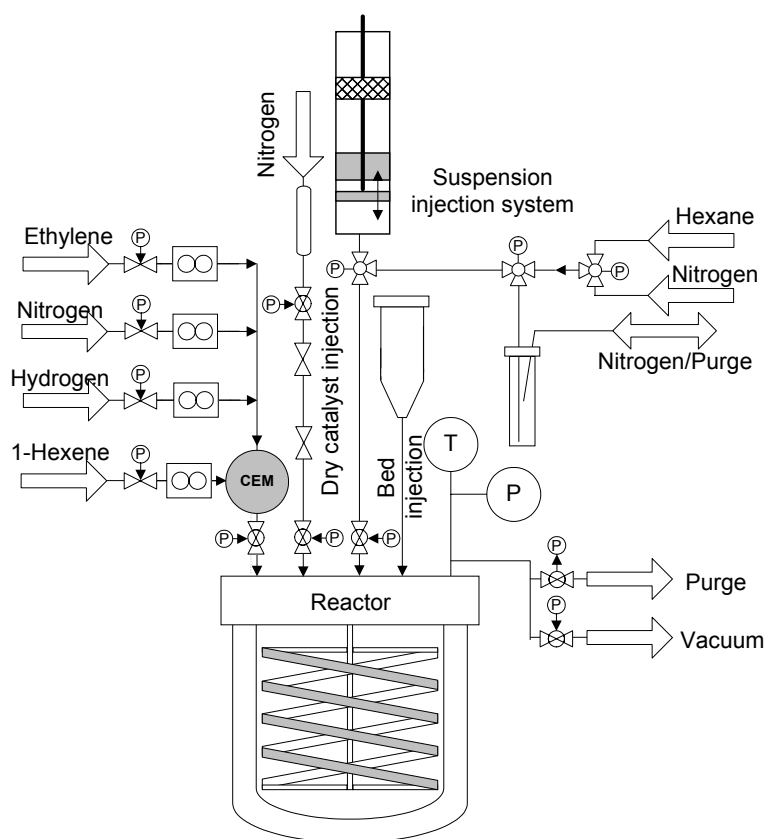 Nitrogen
Suspension
injection system
Hexane
Nitrogen
Nitrogen/Purge
Ethylene
P
Nitrogen
P
Hydrogen
P
1-Hexene
P
CEM
P
P
Dry catalyst injection
P
P
P
P
P
Bed
injection
T
P
P
Purge
P
Vacuum
Reactor